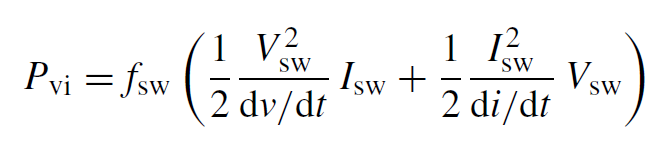 P_vi = f_sw ( 1/2 V_sw^2/(dv/dt) I_sw + 1/2 I_sw^2/(di/dt) V_sw )